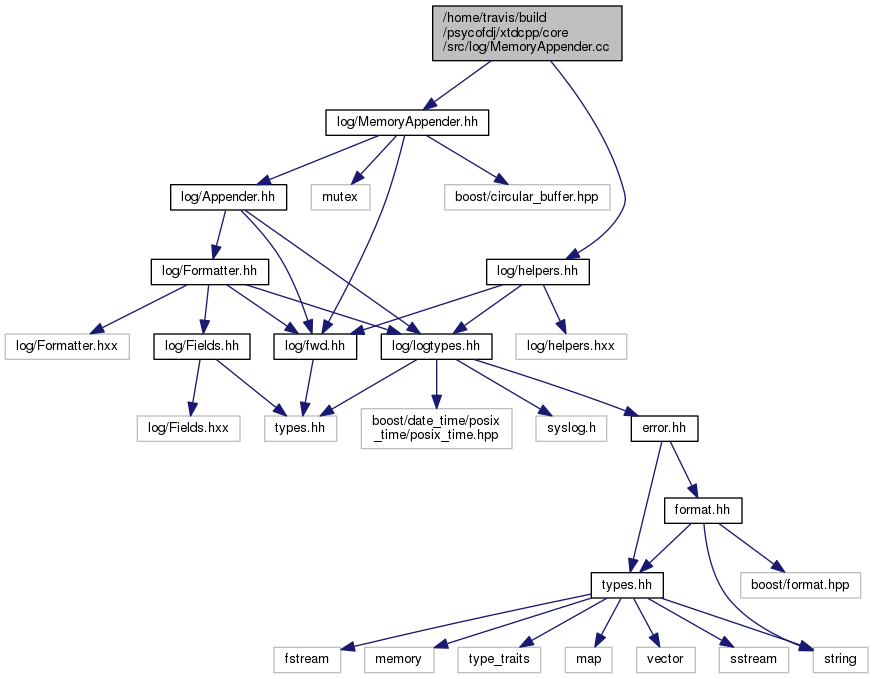 /home/travis/build
/psycofdj/xtdcpp/core
/src/log/MemoryAppender.cc
log/MemoryAppender.hh
log/Appender.hh
mutex
boost/circular_buffer.hpp
log/Formatter.hh
log/helpers.hh
log/Formatter.hxx
log/Fields.hh
log/fwd.hh
log/logtypes.hh
log/helpers.hxx
log/Fields.hxx
types.hh
boost/date_time/posix
_time/posix_time.hpp
syslog.h
error.hh
format.hh
types.hh
boost/format.hpp
fstream
memory
type_traits
map
vector
sstream
string